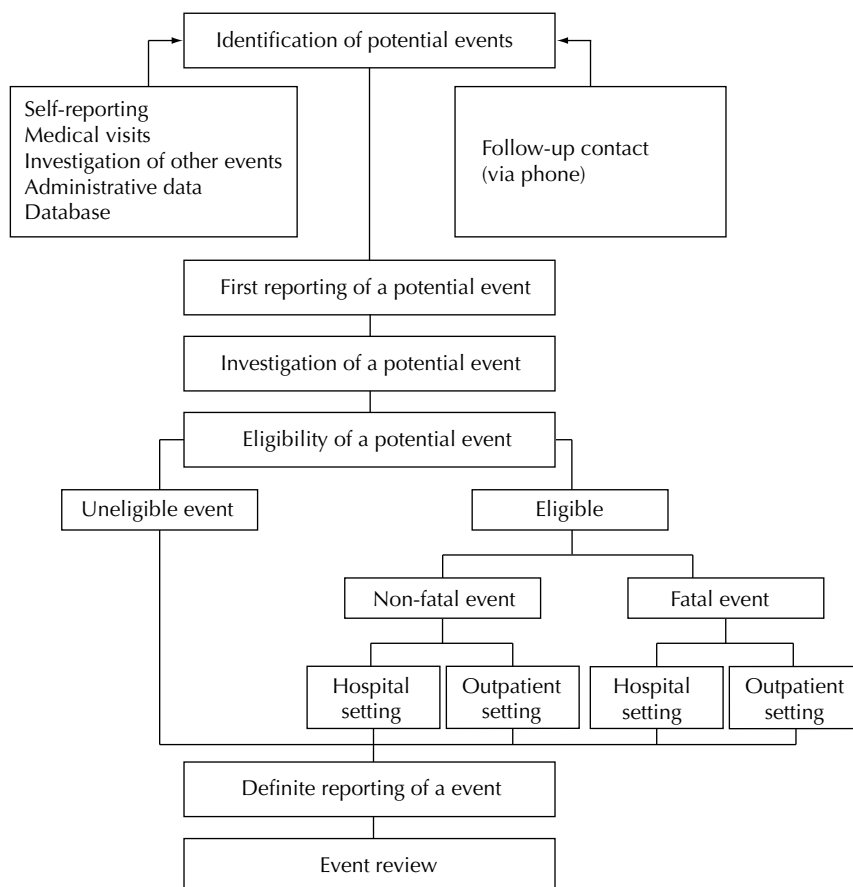 Identification of potential events
Self-reporting
Medical visits
Investigation of other events
Administrative data
Database
Follow-up contact
(via phone)
First reporting of a potential event
Investigation of a potential event
Eligibility of a potential event
Uneligible event
Eligible
Non-fatal event
Fatal event
Hospital
setting
Outpatient
setting
Hospital
setting
Outpatient
setting
Definite reporting of a event
Event review